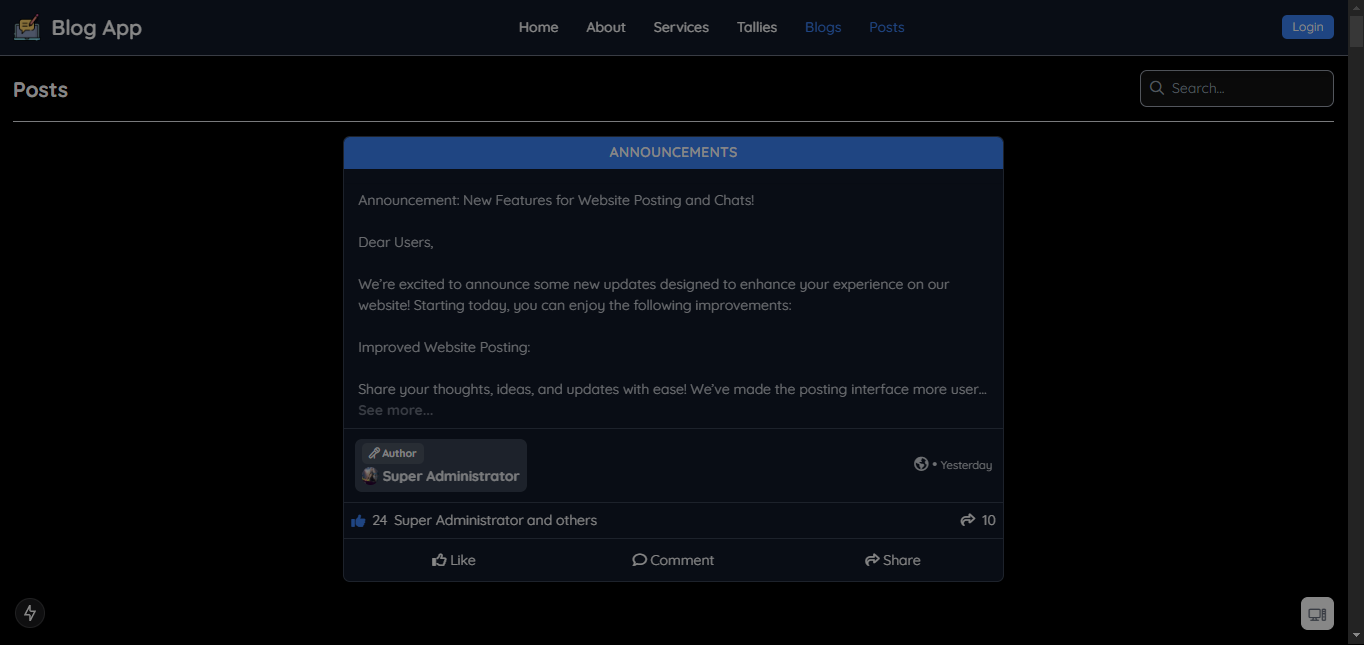 Blog App
Home About Services Tallies Blogs Posts
Login
Posts
Search...
ANNOUNCEMENTS
Announcement: New Features for Website Posting and Chats!
Dear Users,
We're excited to announce some new updates designed to enhance your experience on our
website! Starting today, you can enjoy the following improvements:
Improved Website Posting:
Share your thoughts, ideas, and updates with ease! We've made the posting interface more user...
See more...
Author
Super Administrator
• Yesterday
24 Super Administrator and others
10
Like Comment Share